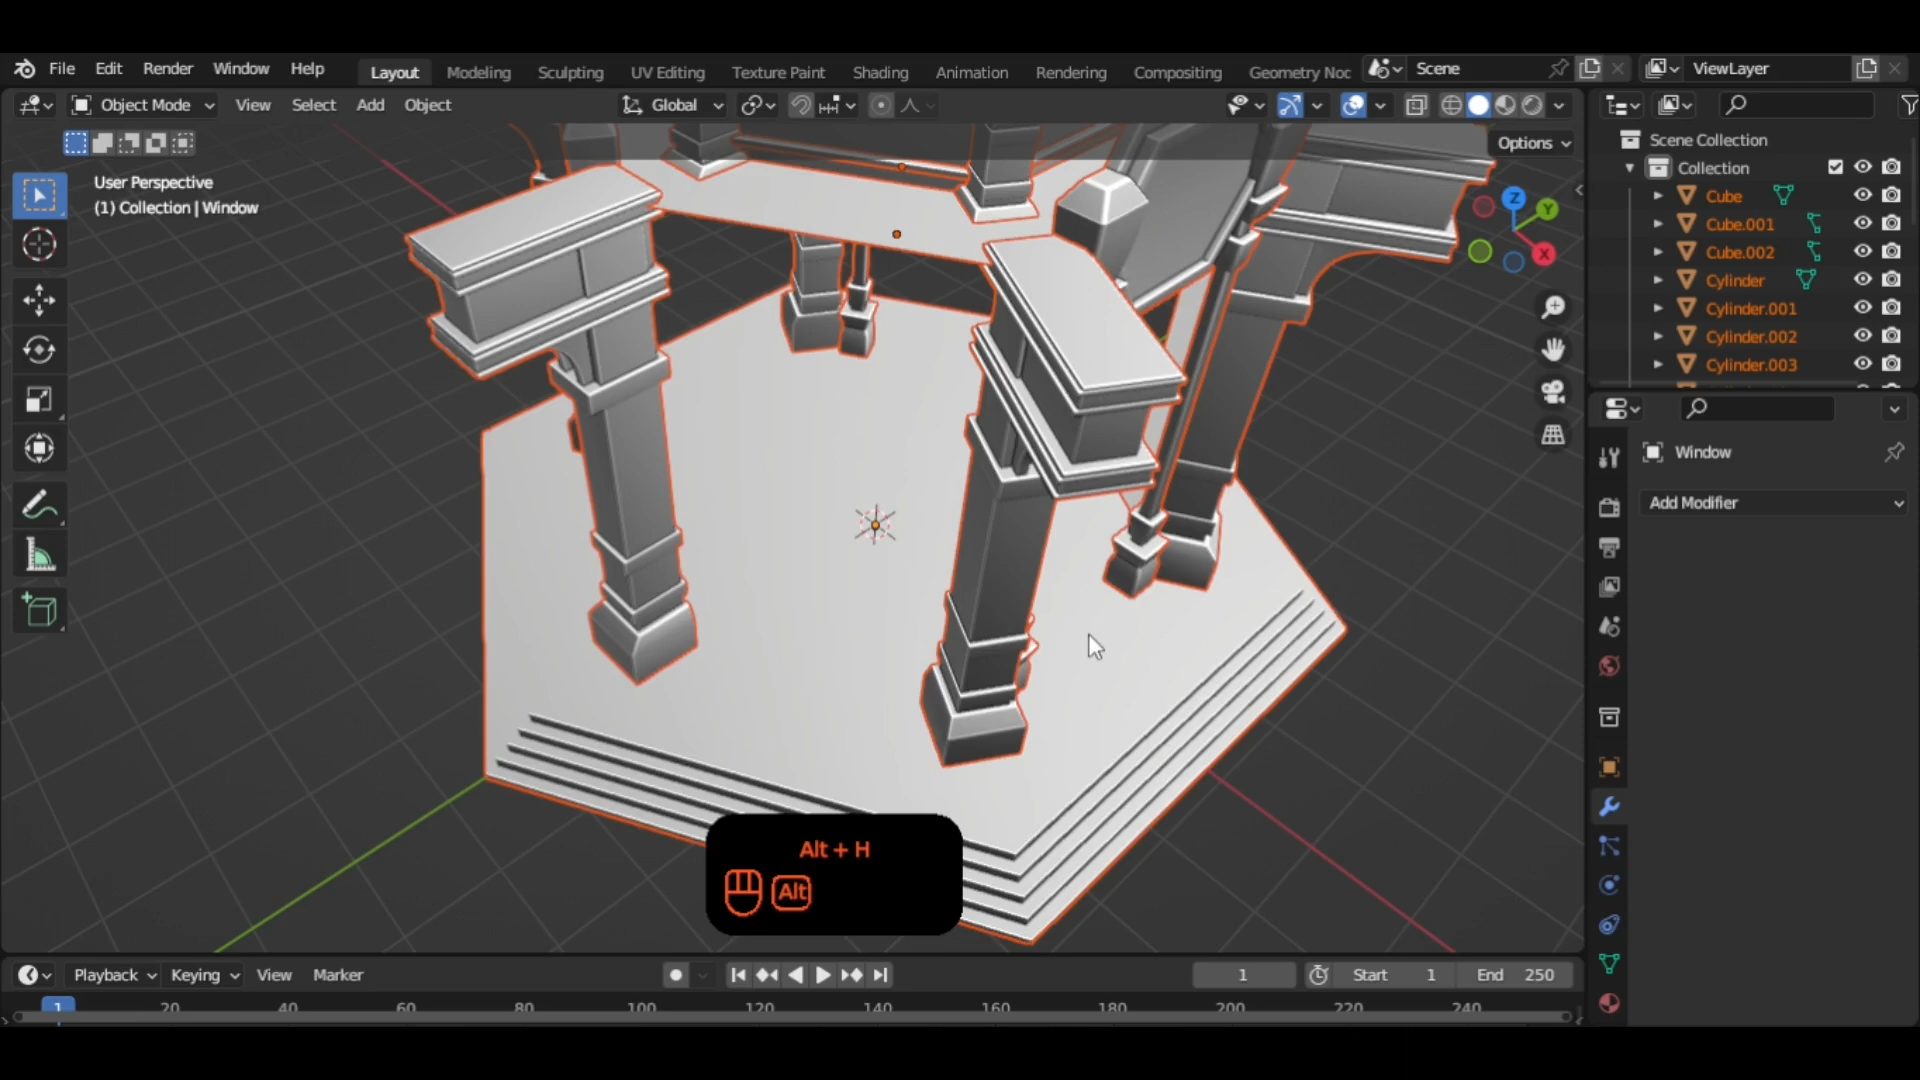 File Edit Render Window Help Layout Modeling Sculpting UV Editing Texture Paint Shading Animation Rendering Compositing Geometry Noc Scene ViewLayer
Object Mode View Select Add Object Global
Options
User Perspective
(1) Collection | Window
Z
Y
X
Scene Collection
Collection
Cube
Cube.001
Cube.002
Cylinder
Cylinder.001
Cylinder.002
Cylinder.003
Window
Add Modifier
Alt + H
Alt
Playback Keying View Marker 1 Start 1 End 250
1 20 40 60 80 100 120 140 160 180 200 220 240